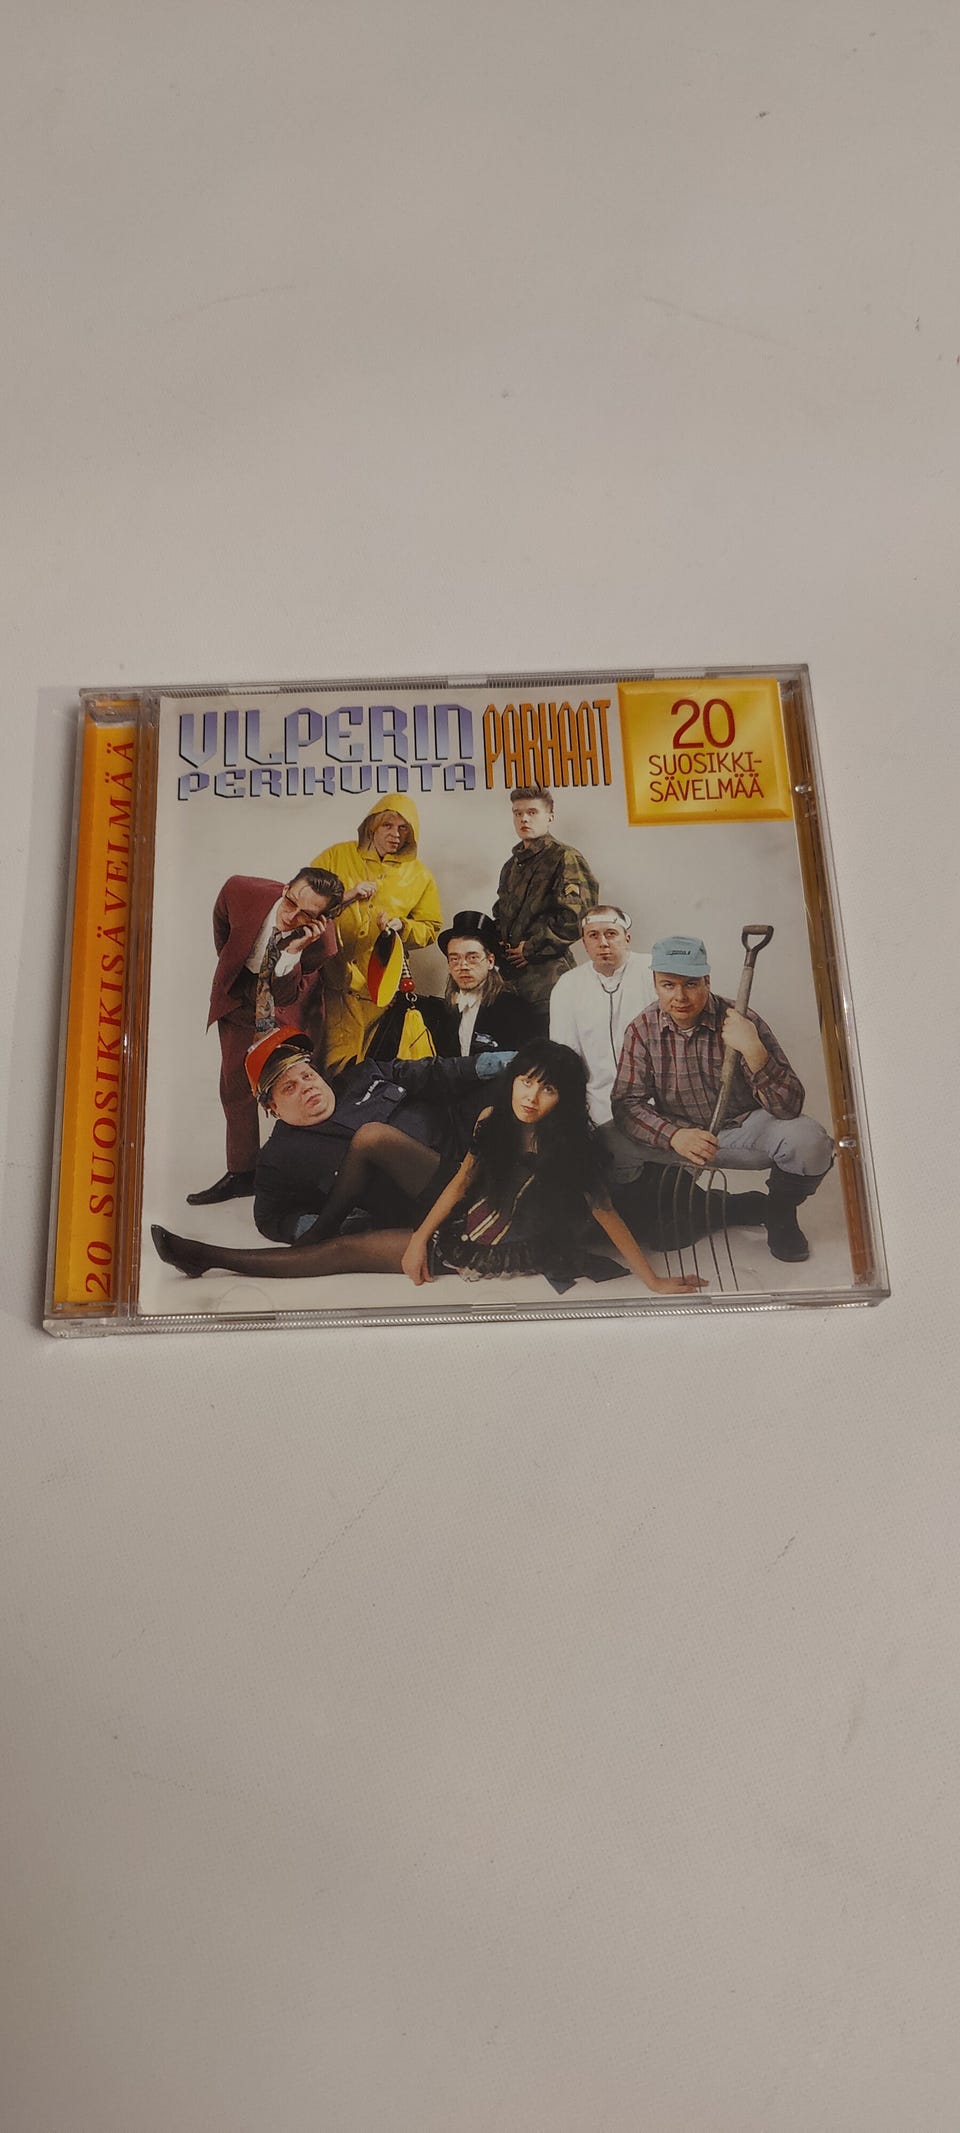 VILPERIN
PERIKUNTA
PARHAAT
20
SUOSIKKI-
SÄVELMÄÄ
20 SUOSIKKISÄVELMÄÄ